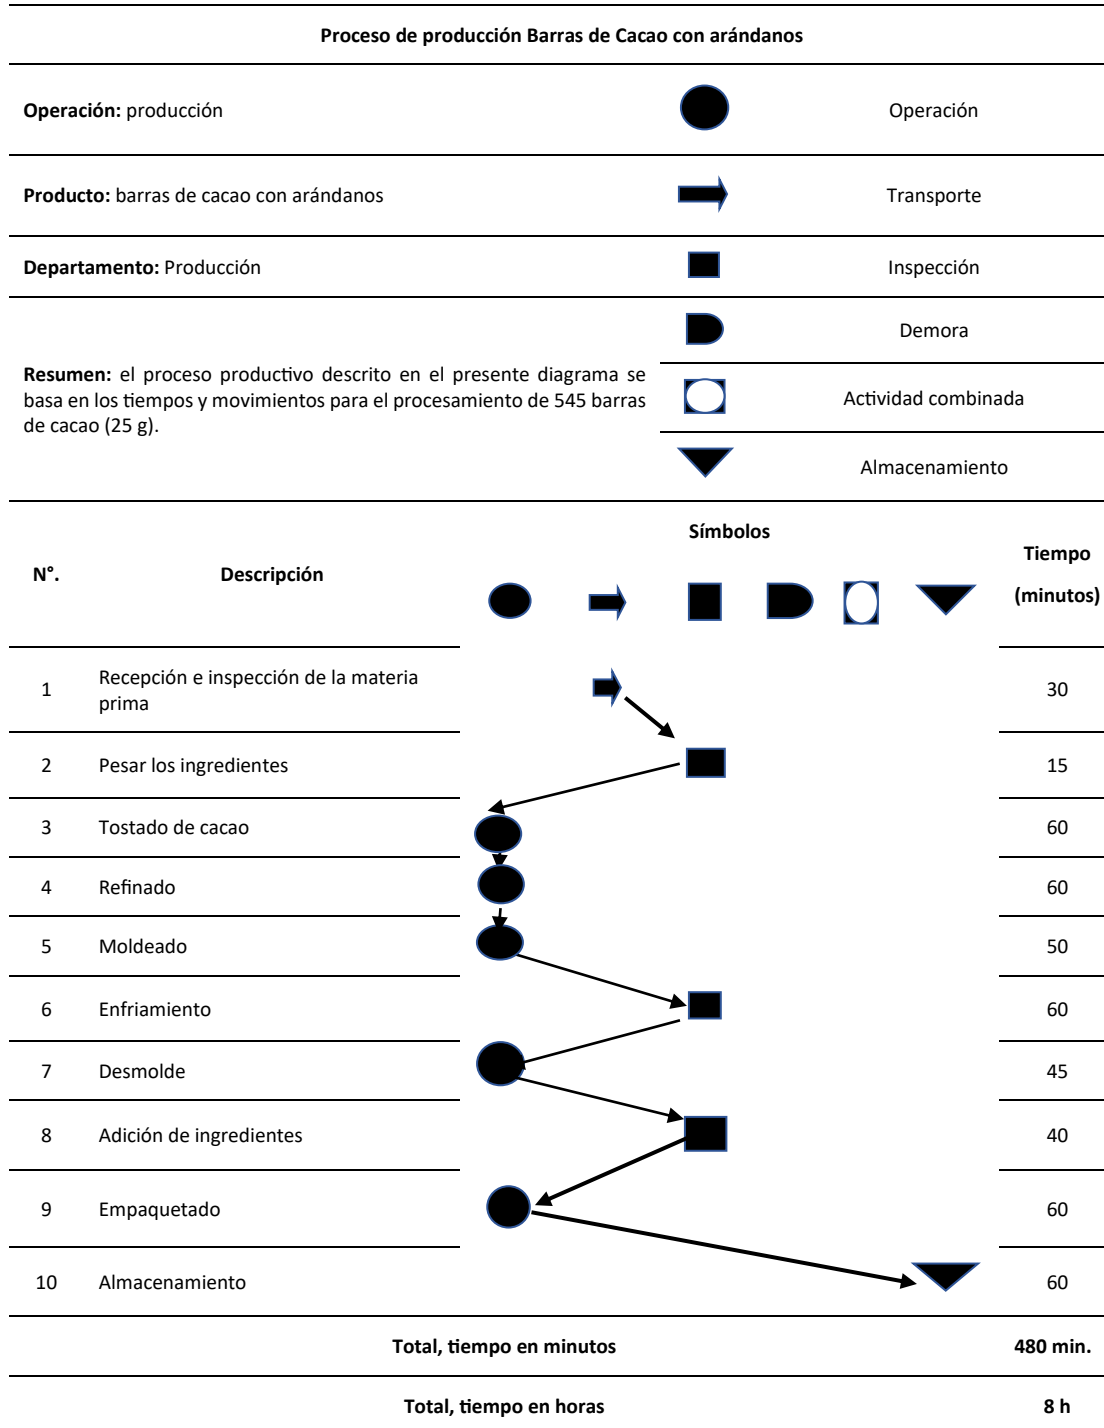 Proceso de producción Barras de Cacao con arándanos
Operación: producción
Operación
Producto: barras de cacao con arándanos
Transporte
Departamento: Producción
Inspección
Demora
Resumen: el proceso productivo descrito en el presente diagrama se
basa en los tiempos y movimientos para el procesamiento de 545 barras
de cacao (25 g).
Actividad combinada
Almacenamiento
N°.
Descripción
Símbolos
Tiempo
(minutos)
1
Recepción e inspección de la materia
prima
30
2
Pesar los ingredientes
15
3
Tostado de cacao
60
4
Refinado
60
5
Moldeado
50
6
Enfriamiento
60
7
Desmolde
45
8
Adición de ingredientes
40
9
Empaquetado
60
10
Almacenamiento
60
Total, tiempo en minutos
480 min.
Total, tiempo en horas
8 h